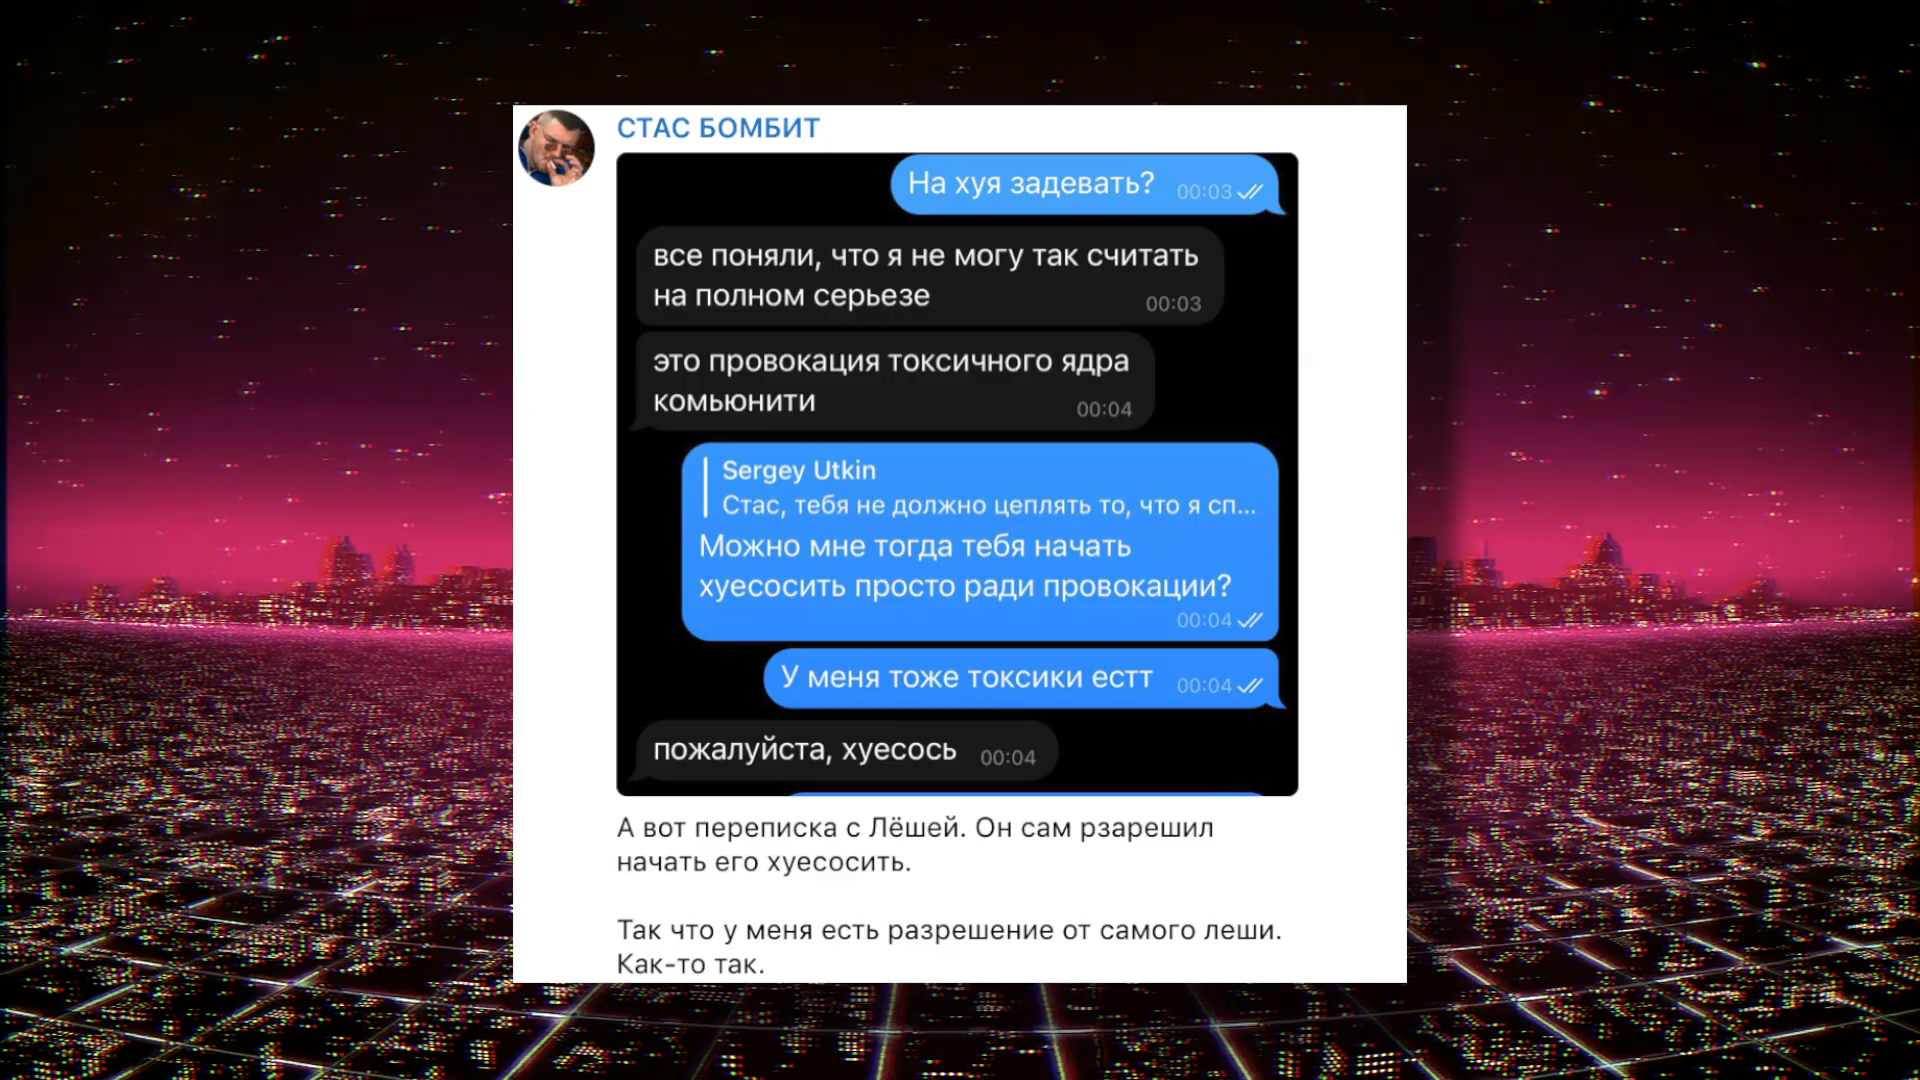 СТАС БОМБИТ
На хуя задевать? 00:03
все поняли, что я не могу так считать
на полном серьезе 00:03
это провокация токсичного ядра
комьюнити 00:04
Sergey Utkin
Стас, тебя не должно цеплять то, что я сп...
Можно мне тогда тебя начать
хуесосить просто ради провокации?
00:04
У меня тоже токсики естт 00:04
пожалуйста, хуесось 00:04
А вот переписка с Лёшей. Он сам рзарешил
начать его хуесосить.
Так что у меня есть разрешение от самого леши.
Как-то так.